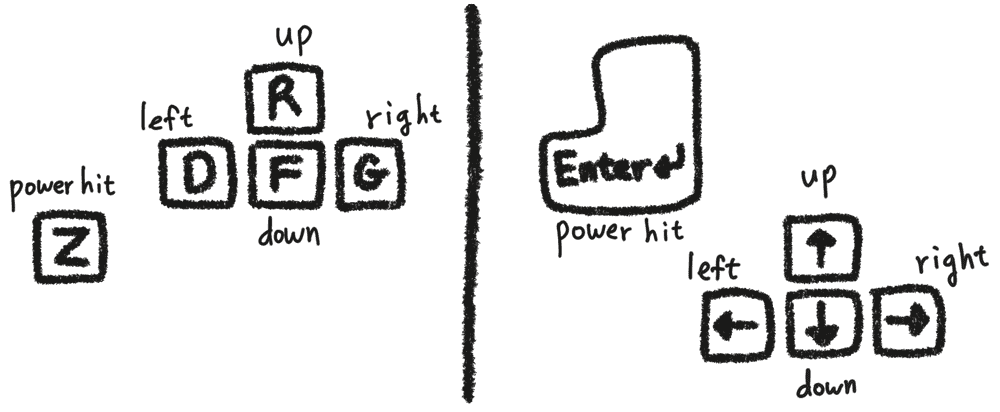 up
R
left
right
D F G
power hit
down
Z
Enter↵
power hit
up
↑
left
right
← ↓ →
down